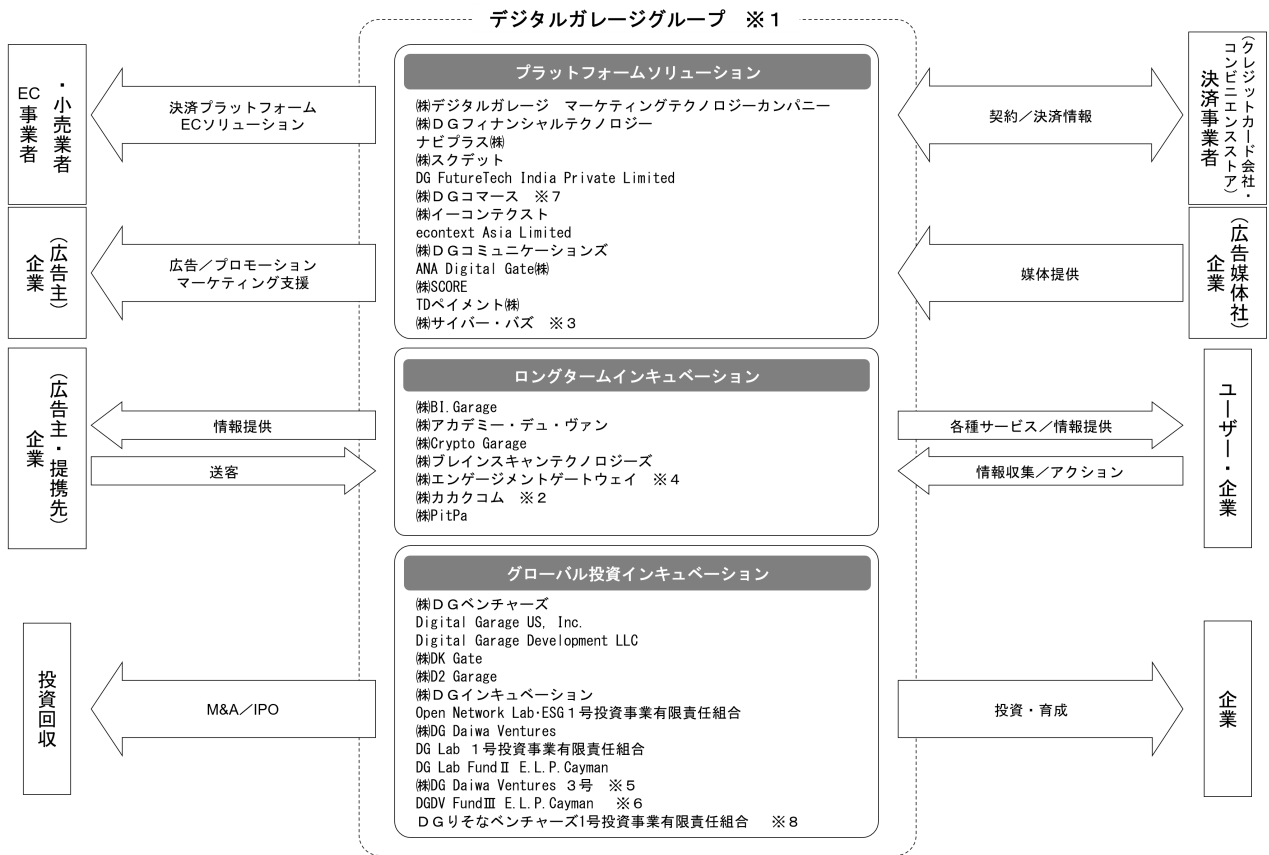 デジタルガレージグループ　※１
EC事業者
・小売業者
決済プラットフォーム
ECソリューション
企業
（広告主）
広告／プロモーション
マーケティング支援
企業
（広告主・提携先）
情報提供
送客
投資回収
M&A／IPO
プラットフォームソリューション
㈱デジタルガレージ　マーケティングテクノロジーカンパニー
㈱ＤＧフィナンシャルテクノロジー
ナビプラス㈱
㈱スクデット
DG FutureTech India Private Limited
㈱ＤＧコマース　※７
㈱イーコンテクスト
econtext Asia Limited
㈱ＤＧコミュニケーションズ
ANA Digital Gate㈱
㈱SCORE
TDペイメント㈱
㈱サイバー・バズ　※３
ロングタームインキュベーション
㈱BI.Garage
㈱アカデミー・デュ・ヴァン
㈱Crypto Garage
㈱ブレインスキャンテクノロジーズ
㈱エンゲージメントゲートウェイ　※４
㈱カカクコム　※２
㈱PitPa
グローバル投資インキュベーション
㈱ＤＧベンチャーズ
Digital Garage US, Inc.
Digital Garage Development LLC
㈱DK Gate
㈱D2 Garage
㈱ＤＧインキュベーション
Open Network Lab･ESG１号投資事業有限責任組合
㈱DG Daiwa Ventures
DG Lab １号投資事業有限責任組合
DG Lab FundⅡ E.L.P.Cayman
㈱DG Daiwa Ventures ３号　※５
DGDV FundⅢ E.L.P.Cayman　※６
ＤＧりそなベンチャーズ1号投資事業有限責任組合　※８
契約／決済情報
決済事業者
（クレジットカード会社・
コンビニエンスストア）
媒体提供
企業
（広告媒体社）
各種サービス／情報提供
情報収集／アクション
ユーザー・企業
投資・育成
企業